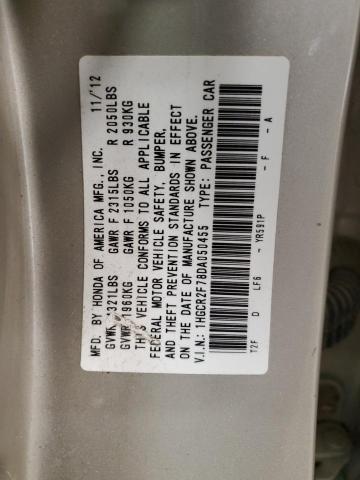 MFD. BY HONDA OF AMERICA MFG., INC. 11/12
GVWR 4321LBS GAWR F 2315LBS R 2050LBS
GVWR 1960KG GAWR F 1050KG R 930KG
THIS VEHICLE CONFORMS TO ALL APPLICABLE
FEDERAL MOTOR VEHICLE SAFETY, BUMPER,
AND THEFT PREVENTION STANDARDS IN EFFECT
ON THE DATE OF MANUFACTURE SHOWN ABOVE.
V.I.N.: 1HGCR2F78DA050455 TYPE: PASSENGER CAR
T2F D LF6 - YR591P - F - A